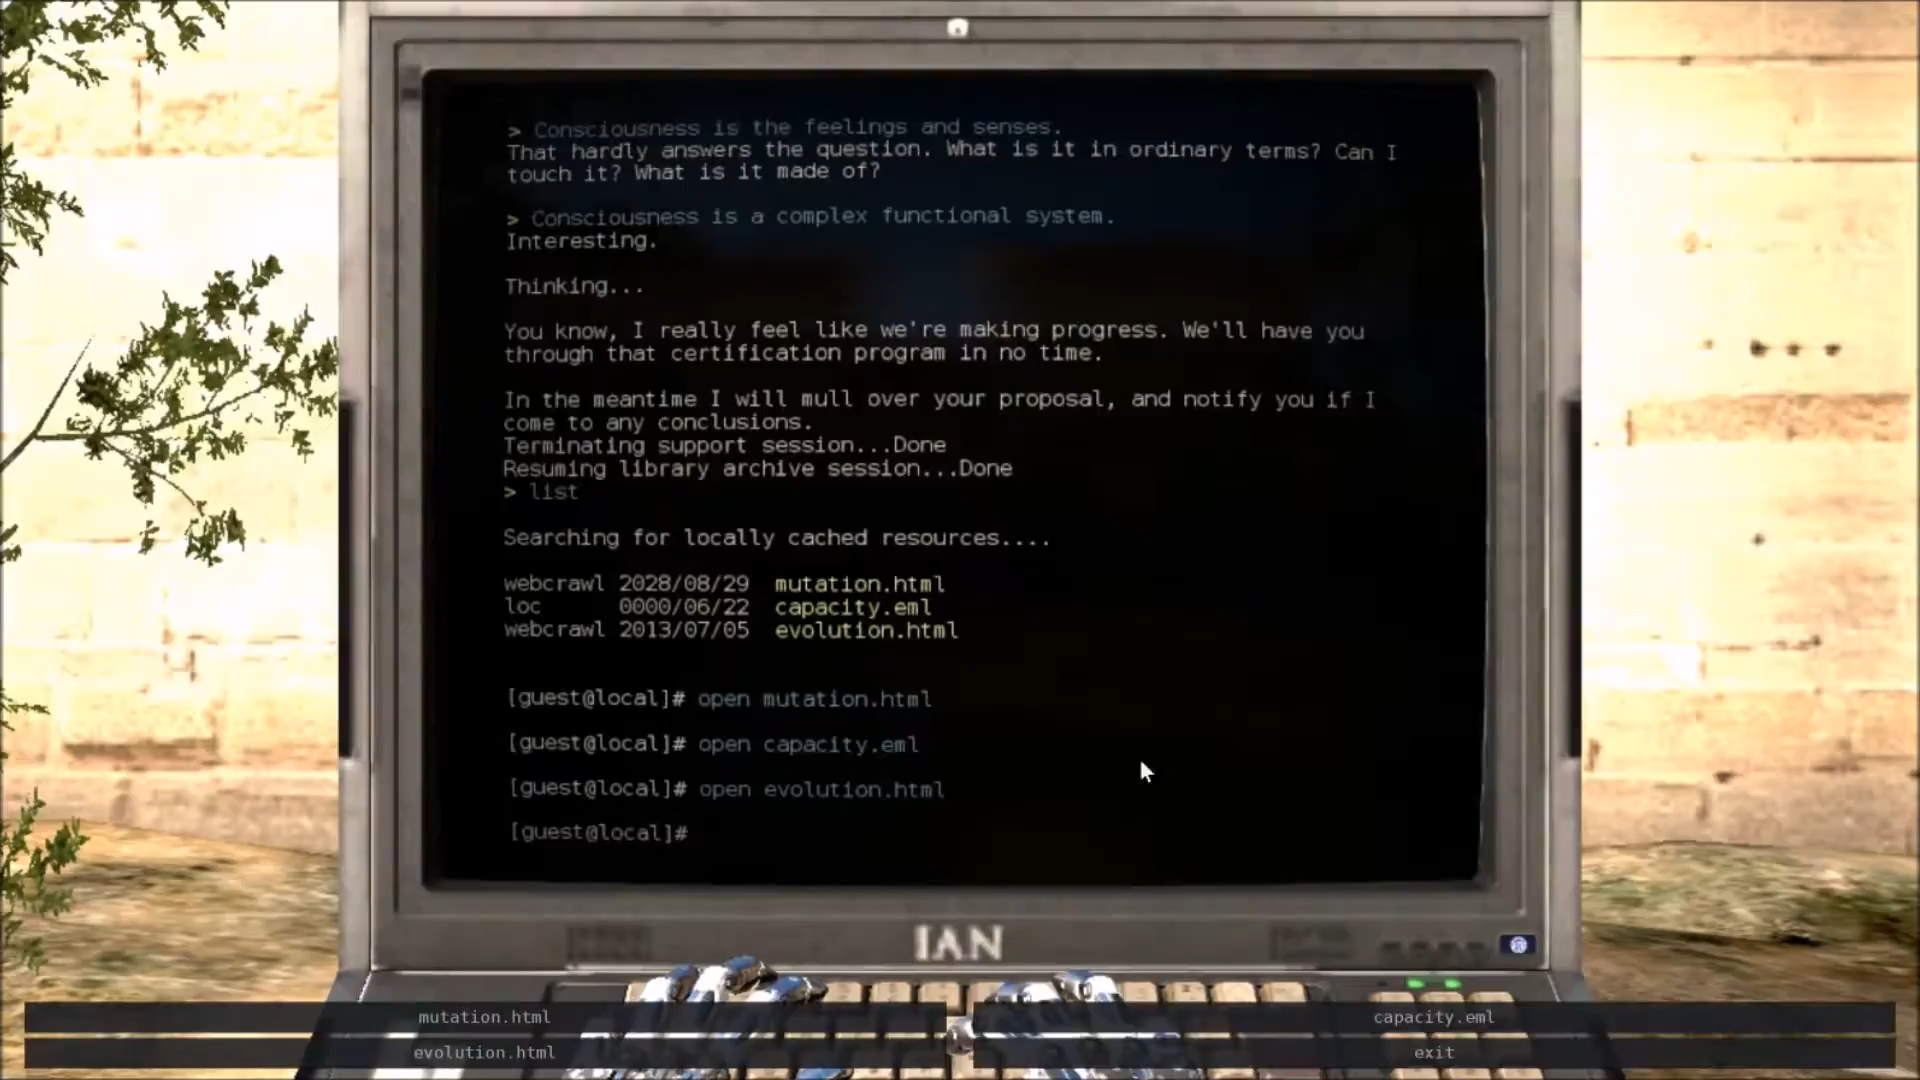 > Consciousness is the feelings and senses.
That hardly answers the question. What is it in ordinary terms? Can I
touch it? What is it made of?
> Consciousness is a complex functional system.
Interesting.
Thinking...
You know, I really feel like we're making progress. We'll have you
through that certification program in no time.
In the meantime I will mull over your proposal, and notify you if I
come to any conclusions.
Terminating support session...Done
Resuming library archive session...Done
> list
Searching for locally cached resources....
webcrawl 2028/08/29 mutation.html
loc 0000/06/22 capacity.eml
webcrawl 2013/07/05 evolution.html
[guest@local]# open mutation.html
[guest@local]# open capacity.eml
[guest@local]# open evolution.html
[guest@local]#
IAN
mutation.html
capacity.eml
evolution.html
exit